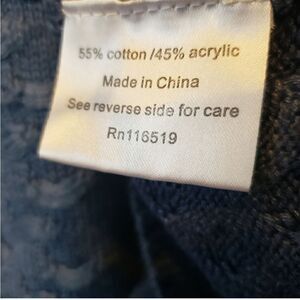 55% cotton /45% acrylic
Made in China
See reverse side for care
Rn116519